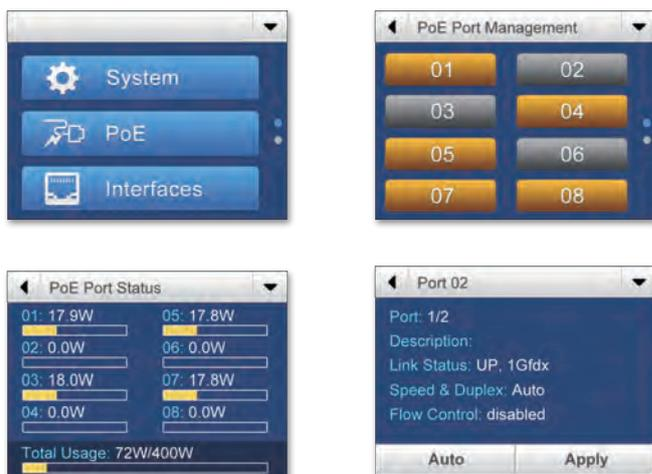 System
PoE
Interfaces
PoE Port Management
01 02
03 04
05 06
07 08
PoE Port Status
01: 17.9W 05: 17.8W
02: 0.0W 06: 0.0W
03: 18.0W 07: 17.8W
04: 0.0W 08: 0.0W
Total Usage: 72W/400W
Port 02
Port: 1/2
Description:
Link Status: UP, 1Gfdx
Speed & Duplex: Auto
Flow Control: disabled
Auto Apply